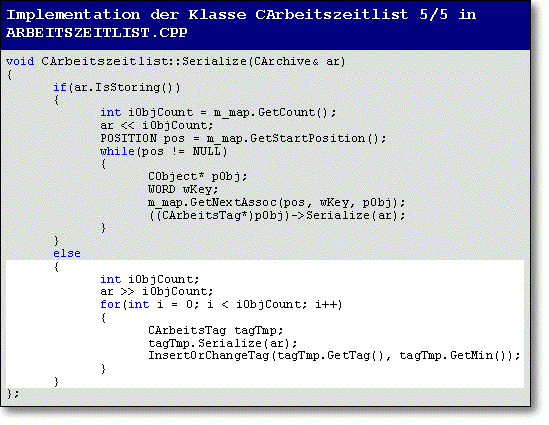 Implementation der Klasse CArbeitszeitlist 5/5 in
ARBEITSZEITLIST.CPP
void CArbeitszeitlist::Serialize(CArchive& ar)
{
if(ar.IsStoring())
{
int iObjCount = m_map.GetCount();
ar << iObjCount;
POSITION pos = m_map.GetStartPosition();
while(pos != NULL)
{
CObject* pObj;
WORD wKey;
m_map.GetNextAssoc(pos, wKey, pObj);
((CArbeitsTag*)pObj)->Serialize(ar);
}
}
else
{
int iObjCount;
ar >> iObjCount;
for(int i = 0; i < iObjCount; i++)
{
CArbeitsTag tagTmp;
tagTmp.Serialize(ar);
InsertOrChangeTag(tagTmp.GetTag(), tagTmp.GetMin());
}
}
};